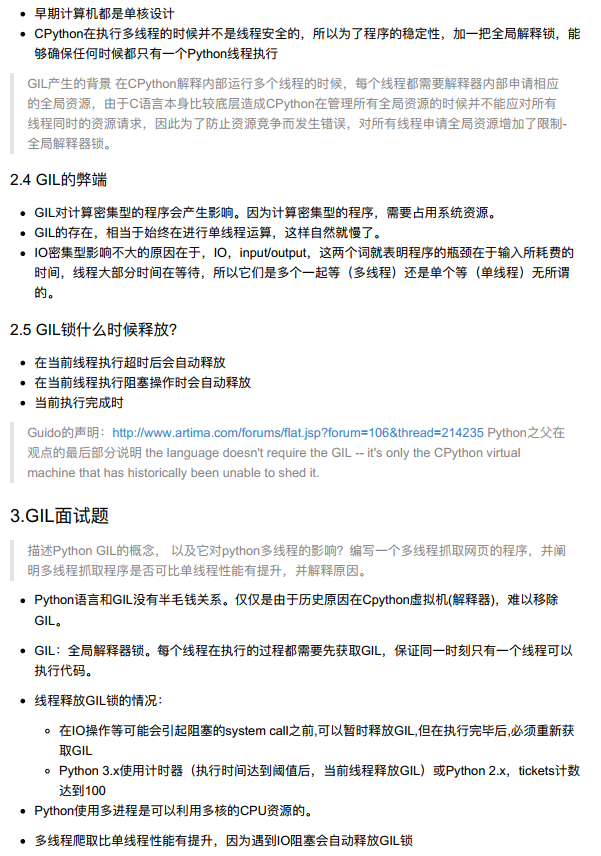 早期计算机都是单核设计
CPython在执行多线程的时候并不是线程安全的，所以为了程序的稳定性，加一把全局解释锁，能
够确保任何时候都只有一个Python线程执行
GIL产生的背景 在CPython解释内部运行多个线程的时候，每个线程都需要解释器内部申请相应
的全局资源，由于C语言本身比较底层造成CPython在管理所有全局资源的时候并不能应对所有
线程同时的资源请求，因此为了防止资源竞争而发生错误，对所有线程申请全局资源增加了限制-
全局解释器锁。
2.4 GIL的弊端
GIL对计算密集型的程序会产生影响。因为计算密集型的程序，需要占用系统资源。
GIL的存在，相当于始终在进行单线程运算，这样自然就慢了。
IO密集型影响不大的原因在于，IO，input/output，这两个词就表明程序的瓶颈在于输入所耗费的
时间，线程大部分时间在等待，所以它们是多个一起等（多线程）还是单个等（单线程）无所谓
的。
2.5 GIL锁什么时候释放?
在当前线程执行超时后会自动释放
在当前线程执行阻塞操作时会自动释放
当前执行完成时
Guido的声明：http://www.artima.com/forums/flat.jsp?forum=106&thread=214235 Python之父在
观点的最后部分说明 the language doesn't require the GIL -- it's only the CPython virtual
machine that has historically been unable to shed it.
3.GIL面试题
描述Python GIL的概念， 以及它对python多线程的影响？编写一个多线程抓取网页的程序，并阐
明多线程抓取程序是否可比单线程性能有提升，并解释原因。
Python语言和GIL没有半毛钱关系。仅仅是由于历史原因在Cpython虚拟机(解释器)，难以移除
GIL。
GIL：全局解释器锁。每个线程在执行的过程都需要先获取GIL，保证同一时刻只有一个线程可以
执行代码。
线程释放GIL锁的情况：
在IO操作等可能会引起阻塞的system call之前,可以暂时释放GIL,但在执行完毕后,必须重新获
取GIL
Python 3.x使用计时器（执行时间达到阈值后，当前线程释放GIL）或Python 2.x，tickets计数
达到100
Python使用多进程是可以利用多核的CPU资源的。
多线程爬取比单线程性能有提升，因为遇到IO阻塞会自动释放GIL锁